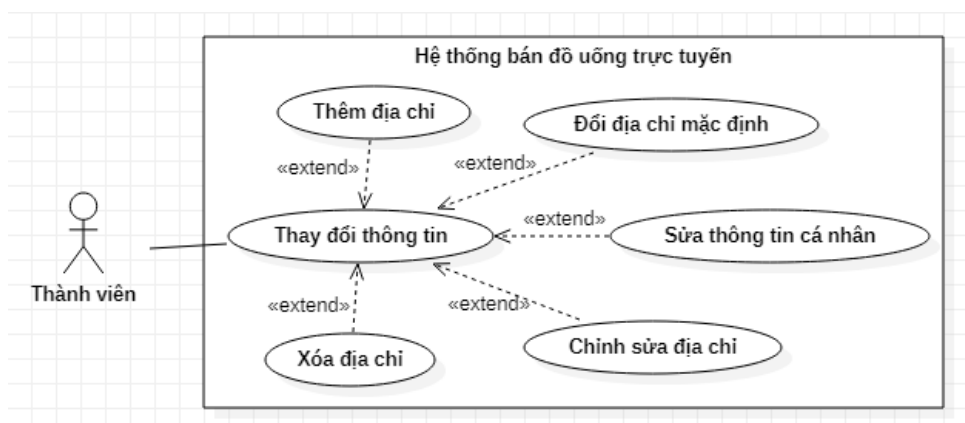 Hệ thống bán đồ uống trực tuyến
Thêm địa chỉ
Đổi địa chỉ mặc định
«extend»
«extend»
«extend»
Thay đổi thông tin
Sửa thông tin cá nhân
Thành viên
«extend»
«extend»
Xóa địa chỉ
Chỉnh sửa địa chỉ